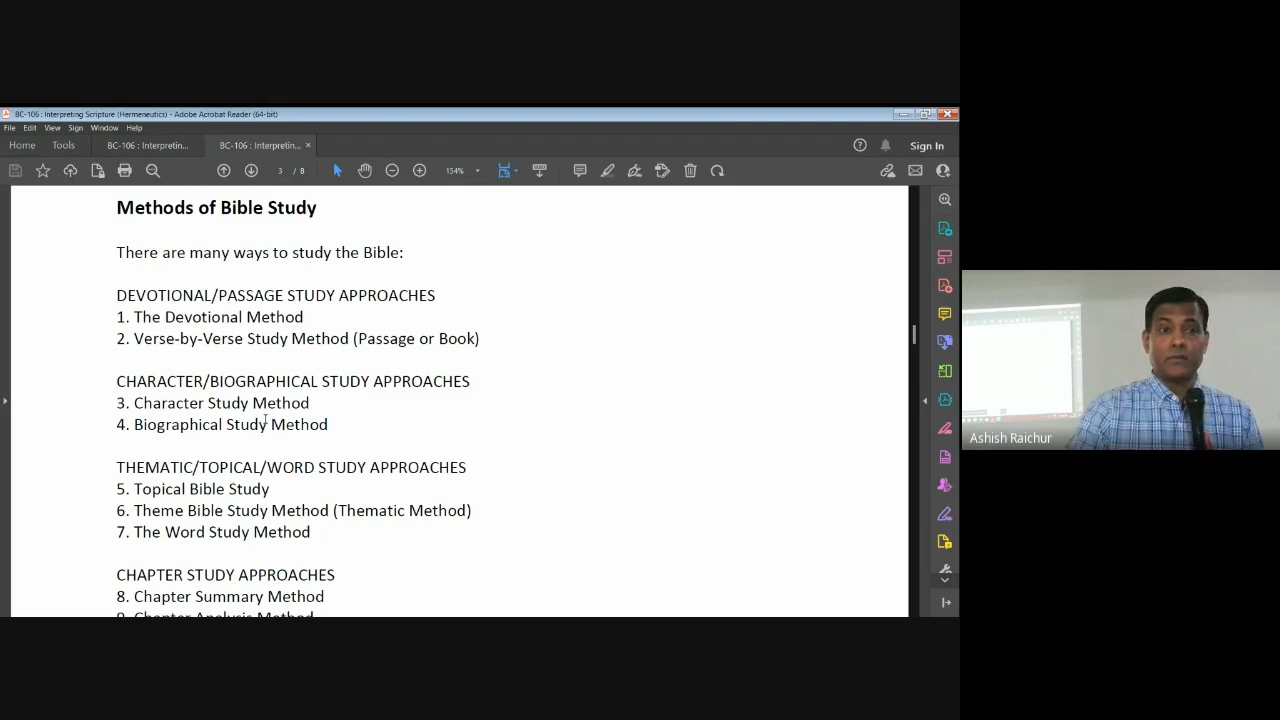 BC-106 : Interpreting Scripture (Hermeneutics) - Adobe Acrobat Reader (64-bit)
File Edit View Sign Window Help
Home Tools BC-106 : Interpretin... BC-106 : Interpretin... × Sign In
3 / 8 154%
Methods of Bible Study
There are many ways to study the Bible:
DEVOTIONAL/PASSAGE STUDY APPROACHES
1. The Devotional Method
2. Verse-by-Verse Study Method (Passage or Book)
CHARACTER/BIOGRAPHICAL STUDY APPROACHES
3. Character Study Method
4. Biographical Study Method
THEMATIC/TOPICAL/WORD STUDY APPROACHES
5. Topical Bible Study
6. Theme Bible Study Method (Thematic Method)
7. The Word Study Method
CHAPTER STUDY APPROACHES
8. Chapter Summary Method
9. Chapter Analysis Method
Ashish Raichur